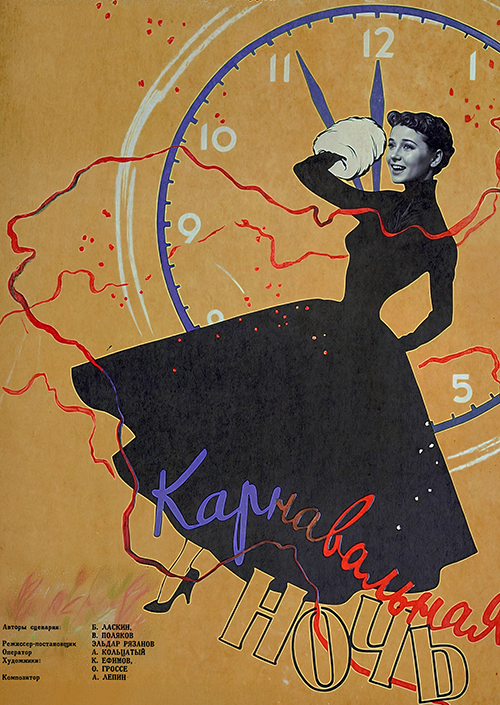 11
12
1
10
9
8
5
Карнавальная
НОЧЬ
Авторы сценария: Б. ЛАСКИН,
В. ПОЛЯКОВ
Режиссер-постановщик ЭЛЬДАР РЯЗАНОВ
Оператор А. КОЛЬЦАТЫЙ
Художники: К. ЕФИМОВ,
О. ГРОССЕ
Композитор А. ЛЕПИН